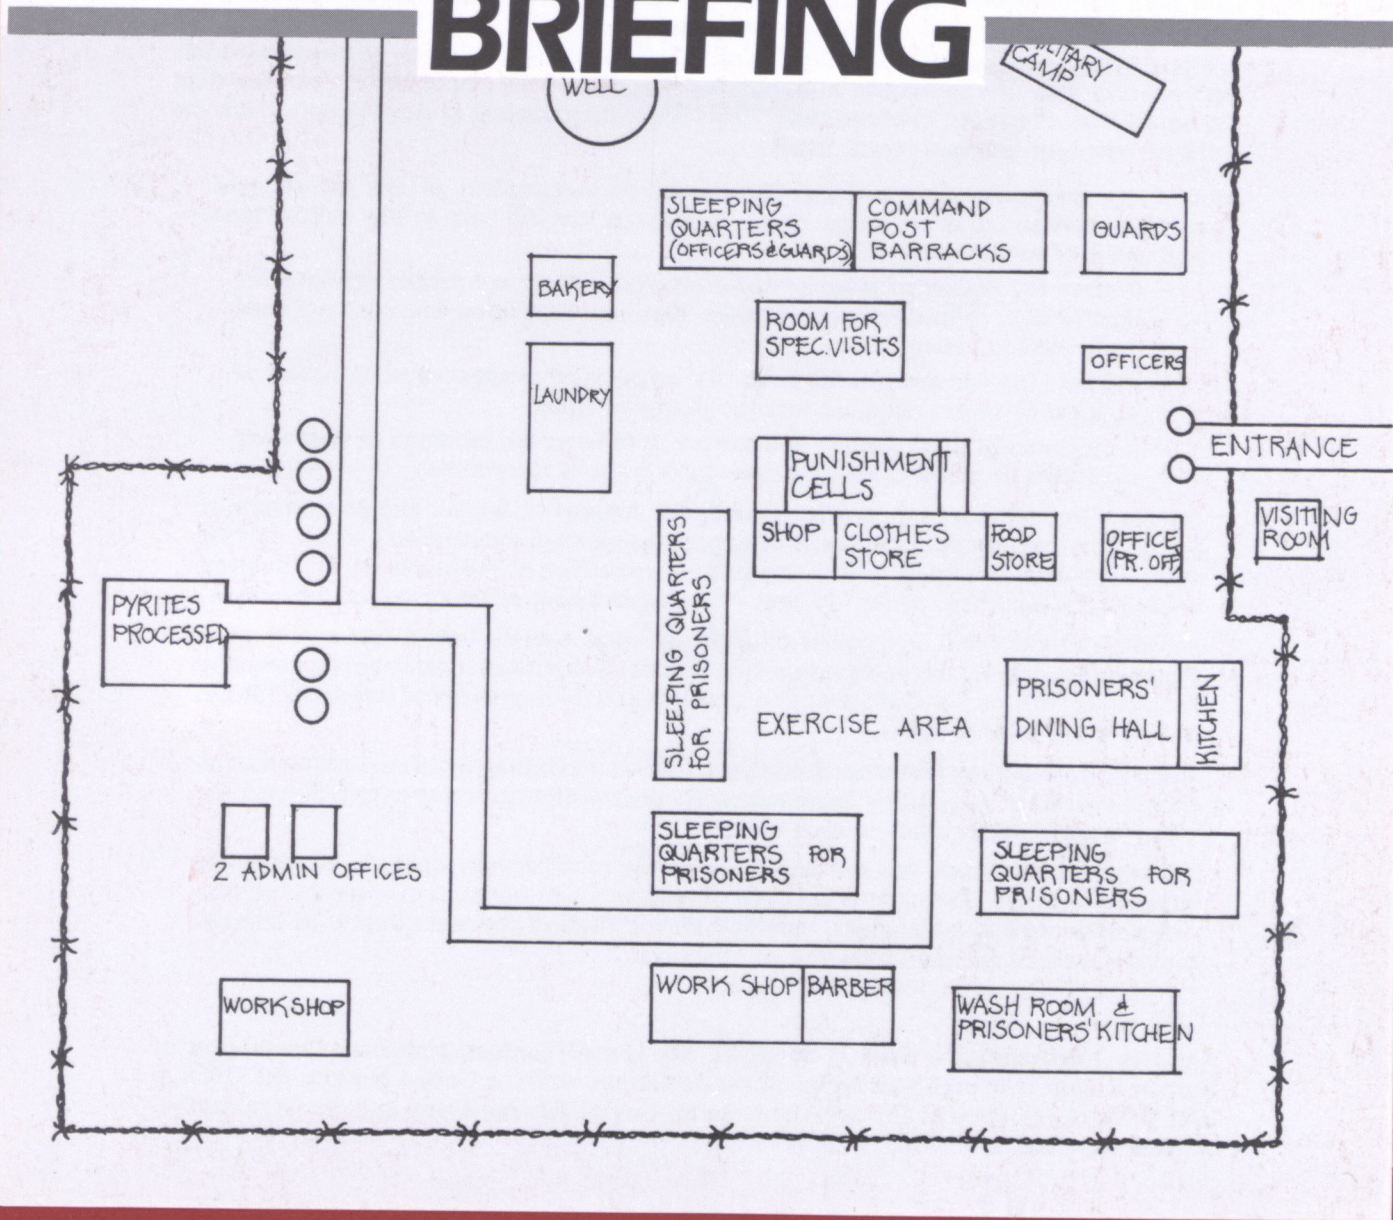 BRIEFING
WELL
CAMP
SLEEPING
QUARTERS
(OFFICERS & GUARDS)
COMMAND
POST
BARRACKS
GUARDS
BAKERY
ROOM FOR
SPEC. VISITS
OFFICERS
LAUNDRY
ENTRANCE
PUNISHMENT
CELLS
VISITING
ROOM
SHOP
CLOTHES
STORE
FOOD
STORE
OFFICE
(PR. OFF)
SLEEPING QUARTERS
FOR PRISONERS
PYRITES
PROCESSED
PRISONERS'
DINING HALL
KITCHEN
EXERCISE AREA
SLEEPING
QUARTERS FOR
PRISONERS
SLEEPING
QUARTERS FOR
PRISONERS
2 ADMIN OFFICES
WORKSHOP
WORK SHOP
BARBER
WASH ROOM &
PRISONERS' KITCHEN